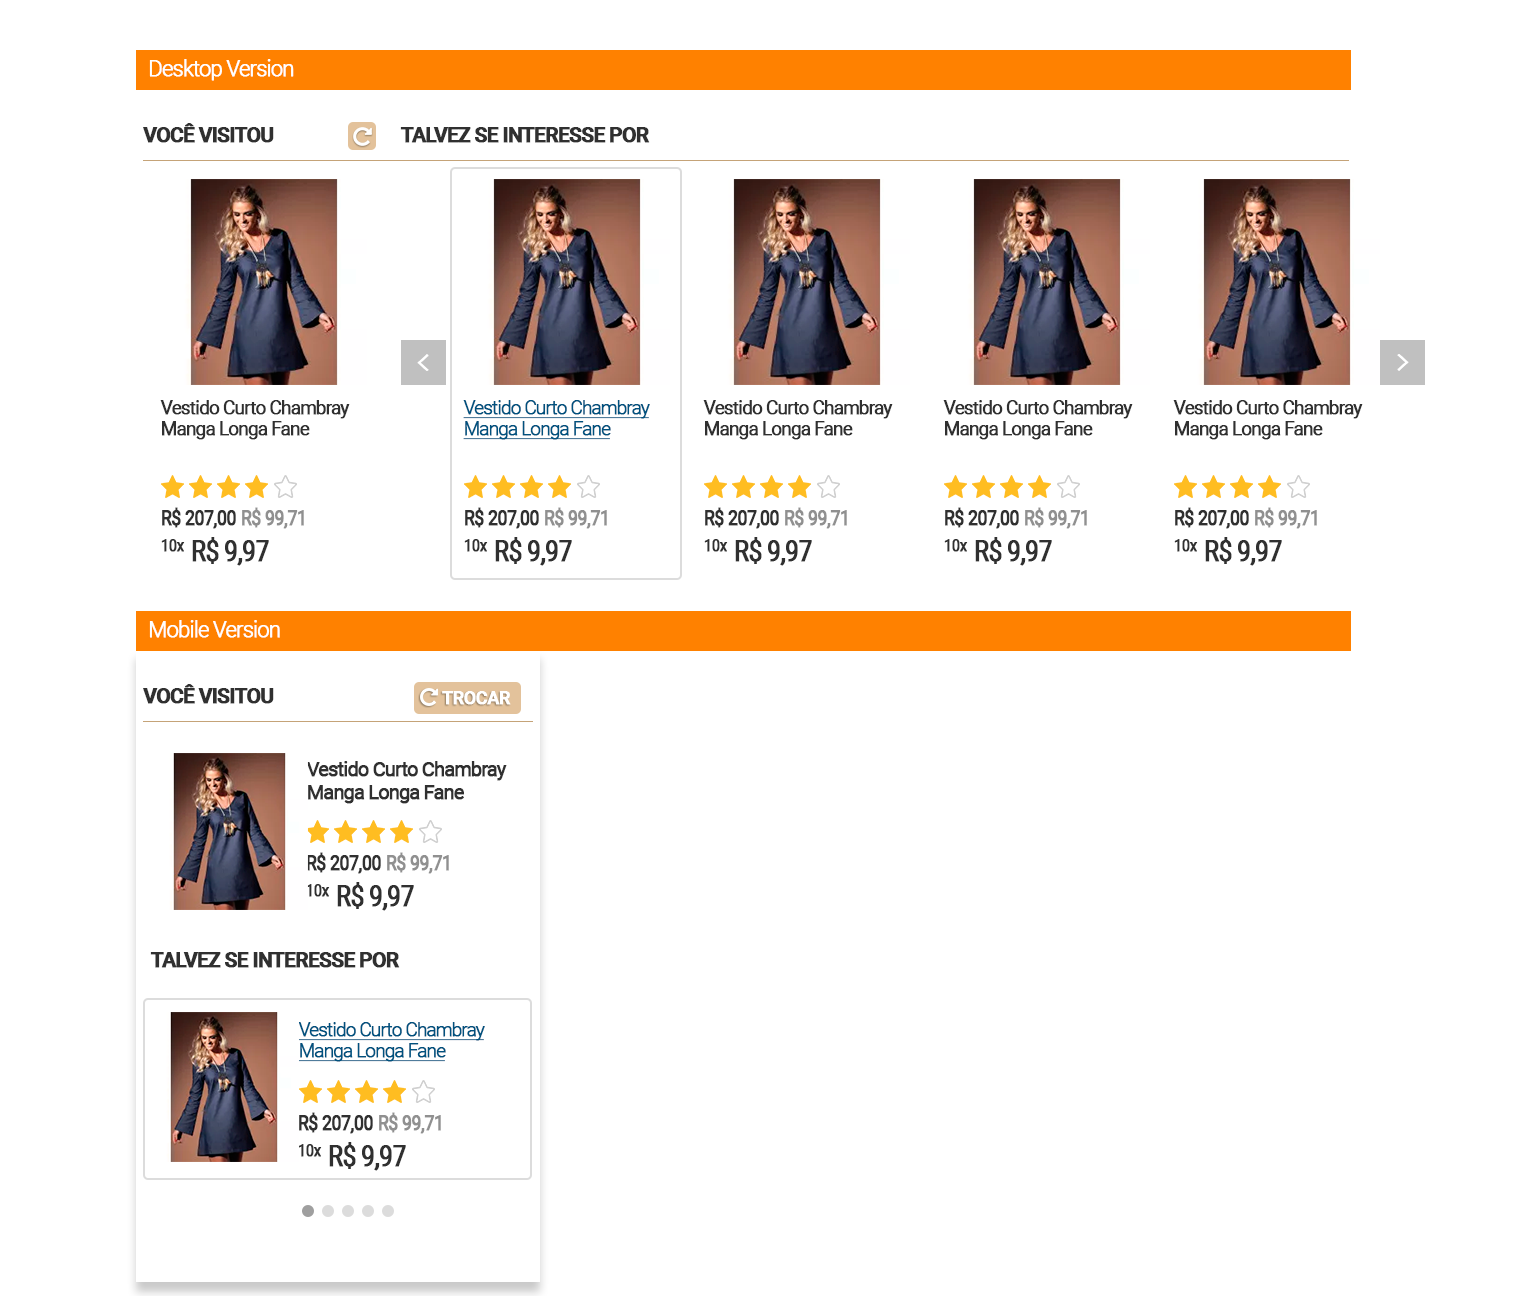 Desktop Version
VOCÊ VISITOU
TALVEZ SE INTERESSE POR
Vestido Curto Chambray
Manga Longa Fane
R$ 207,00 R$ 99,71
10x R$ 9,97
Vestido Curto Chambray
Manga Longa Fane
R$ 207,00 R$ 99,71
10x R$ 9,97
Vestido Curto Chambray
Manga Longa Fane
R$ 207,00 R$ 99,71
10x R$ 9,97
Vestido Curto Chambray
Manga Longa Fane
R$ 207,00 R$ 99,71
10x R$ 9,97
Vestido Curto Chambray
Manga Longa Fane
R$ 207,00 R$ 99,71
10x R$ 9,97
Mobile Version
VOCÊ VISITOU
TROCAR
Vestido Curto Chambray
Manga Longa Fane
R$ 207,00 R$ 99,71
10x R$ 9,97
TALVEZ SE INTERESSE POR
Vestido Curto Chambray
Manga Longa Fane
R$ 207,00 R$ 99,71
10x R$ 9,97